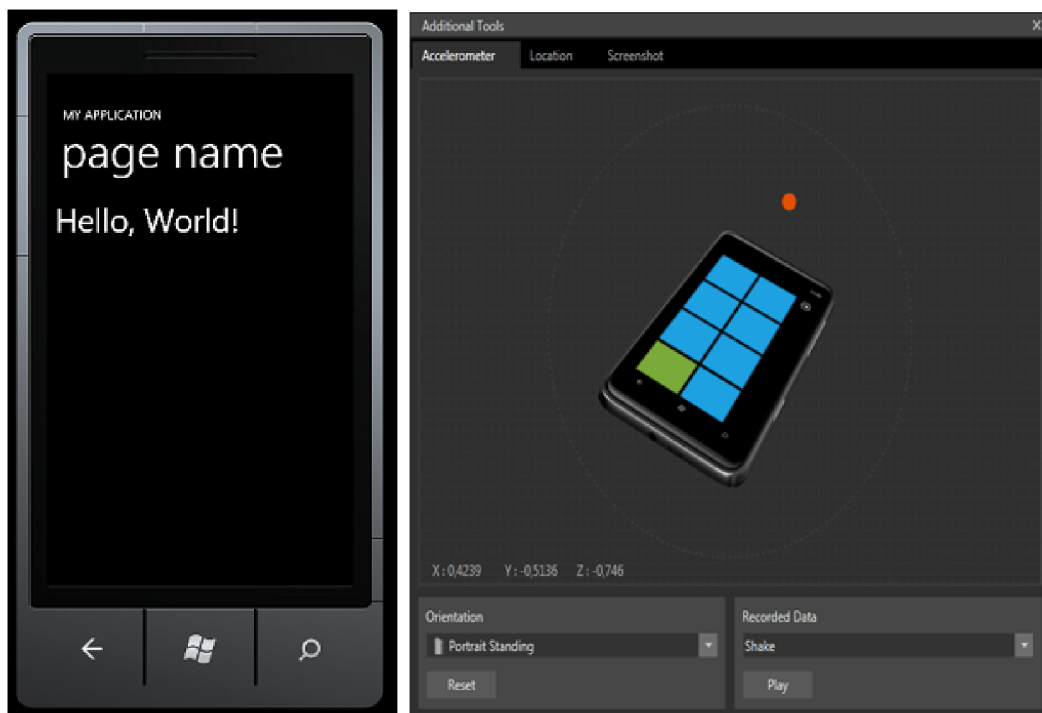 MY APPLICATION
page name
Hello, World!
Additional Tools
Accelerometer Location Screenshot
X : 0,4239 Y : -0,5136 Z : -0,746
Orientation
Portrait Standing
Reset
Recorded Data
Shake
Play